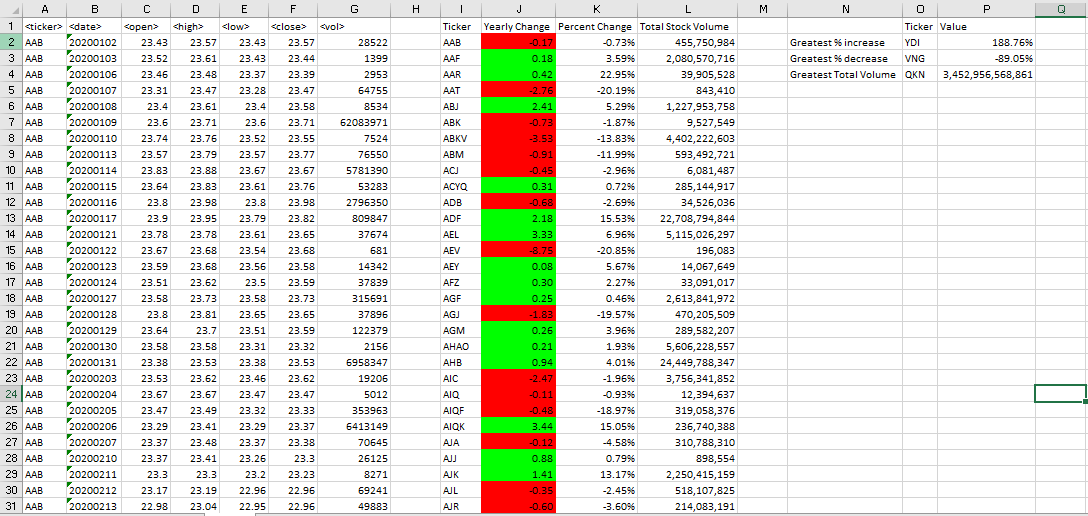 A B C D E F G H I J K L M N O P Q
1 <ticker> <date> <open> <high> <low> <close> <vol> Ticker Yearly Change Percent Change Total Stock Volume Ticker Value
2 AAB 20200102 23.43 23.57 23.43 23.57 28522 AAB -0.17 -0.73% 455,750,984 Greatest % increase YDI 188.76%
3 AAB 20200103 23.52 23.61 23.43 23.44 1399 AAF 0.18 3.59% 2,080,570,716 Greatest % decrease VNG -89.05%
4 AAB 20200106 23.46 23.48 23.37 23.39 2953 AAR 0.42 22.95% 39,905,528 Greatest Total Volume QKN 3,452,956,568,861
5 AAB 20200107 23.31 23.47 23.28 23.47 64755 AAT -2.76 -20.19% 843,410
6 AAB 20200108 23.4 23.61 23.4 23.58 8534 ABJ 2.41 5.29% 1,227,953,758
7 AAB 20200109 23.6 23.71 23.6 23.71 62083971 ABK -0.73 -1.87% 9,527,549
8 AAB 20200110 23.74 23.76 23.52 23.55 7524 ABKV -3.53 -13.83% 4,402,222,603
9 AAB 20200113 23.57 23.79 23.57 23.77 76550 ABM -0.91 -11.99% 593,492,721
10 AAB 20200114 23.83 23.88 23.67 23.67 5781390 ACJ -0.45 -2.96% 6,081,487
11 AAB 20200115 23.64 23.83 23.61 23.76 53283 ACYQ 0.31 0.72% 285,144,917
12 AAB 20200116 23.8 23.98 23.8 23.98 2796350 ADB -0.68 -2.69% 34,526,036
13 AAB 20200117 23.9 23.95 23.79 23.82 809847 ADF 2.18 15.53% 22,708,794,844
14 AAB 20200121 23.78 23.78 23.61 23.65 37674 AEL 3.33 6.96% 5,115,026,297
15 AAB 20200122 23.67 23.68 23.54 23.68 681 AEV -8.75 -20.85% 196,083
16 AAB 20200123 23.59 23.68 23.56 23.58 14342 AEY 0.08 5.67% 14,067,649
17 AAB 20200124 23.51 23.62 23.5 23.59 37839 AFZ 0.30 2.27% 33,091,017
18 AAB 20200127 23.58 23.73 23.58 23.73 315691 AGF 0.25 0.46% 2,613,841,972
19 AAB 20200128 23.8 23.81 23.65 23.65 37896 AGJ -1.83 -19.57% 470,205,509
20 AAB 20200129 23.64 23.7 23.51 23.59 122379 AGM 0.26 3.96% 289,582,207
21 AAB 20200130 23.58 23.58 23.31 23.32 2156 AHAO 0.21 1.93% 5,606,228,557
22 AAB 20200131 23.38 23.53 23.38 23.53 6958347 AHB 0.94 4.01% 24,449,788,347
23 AAB 20200203 23.53 23.62 23.46 23.62 19206 AIC -2.47 -1.96% 3,756,341,852
24 AAB 20200204 23.67 23.67 23.47 23.47 5012 AIQ -0.11 -0.93% 12,394,637
25 AAB 20200205 23.47 23.49 23.32 23.33 353963 AIQF -0.48 -18.97% 319,058,376
26 AAB 20200206 23.29 23.41 23.29 23.37 6413149 AIQK 3.44 15.05% 236,740,388
27 AAB 20200207 23.37 23.48 23.37 23.38 70645 AJA -0.12 -4.58% 310,788,310
28 AAB 20200210 23.37 23.41 23.26 23.3 26125 AJJ 0.88 0.79% 898,554
29 AAB 20200211 23.3 23.3 23.2 23.23 8271 AJK 1.41 13.17% 2,250,415,159
30 AAB 20200212 23.17 23.19 22.96 22.96 69241 AJL -0.35 -2.45% 518,107,825
31 AAB 20200213 22.98 23.04 22.95 22.96 49883 AJR -0.60 -3.60% 214,083,191